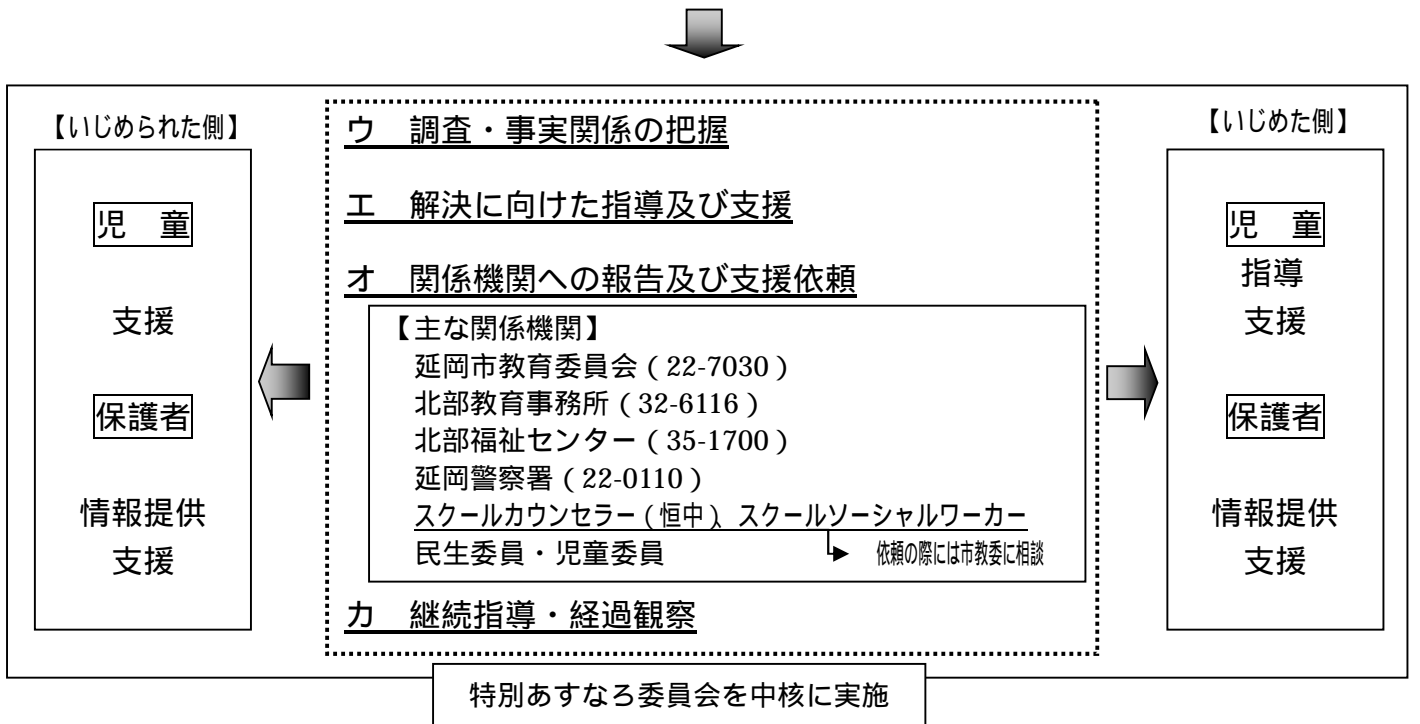 【いじめられた側】
児　童
支援
保護者
情報提供
支援
ウ　調査・事実関係の把握
エ　解決に向けた指導及び支援
オ　関係機関への報告及び支援依頼
【主な関係機関】
延岡市教育委員会（22-7030）
北部教育事務所（32-6116）
北部福祉センター（35-1700）
延岡警察署（22-0110）
スクールカウンセラー（恒中）、スクールソーシャルワーカー
民生委員・児童委員
依頼の際には市教委に相談
カ　継続指導・経過観察
【いじめた側】
児　童
指導
支援
保護者
情報提供
支援
特別あすなろ委員会を中核に実施